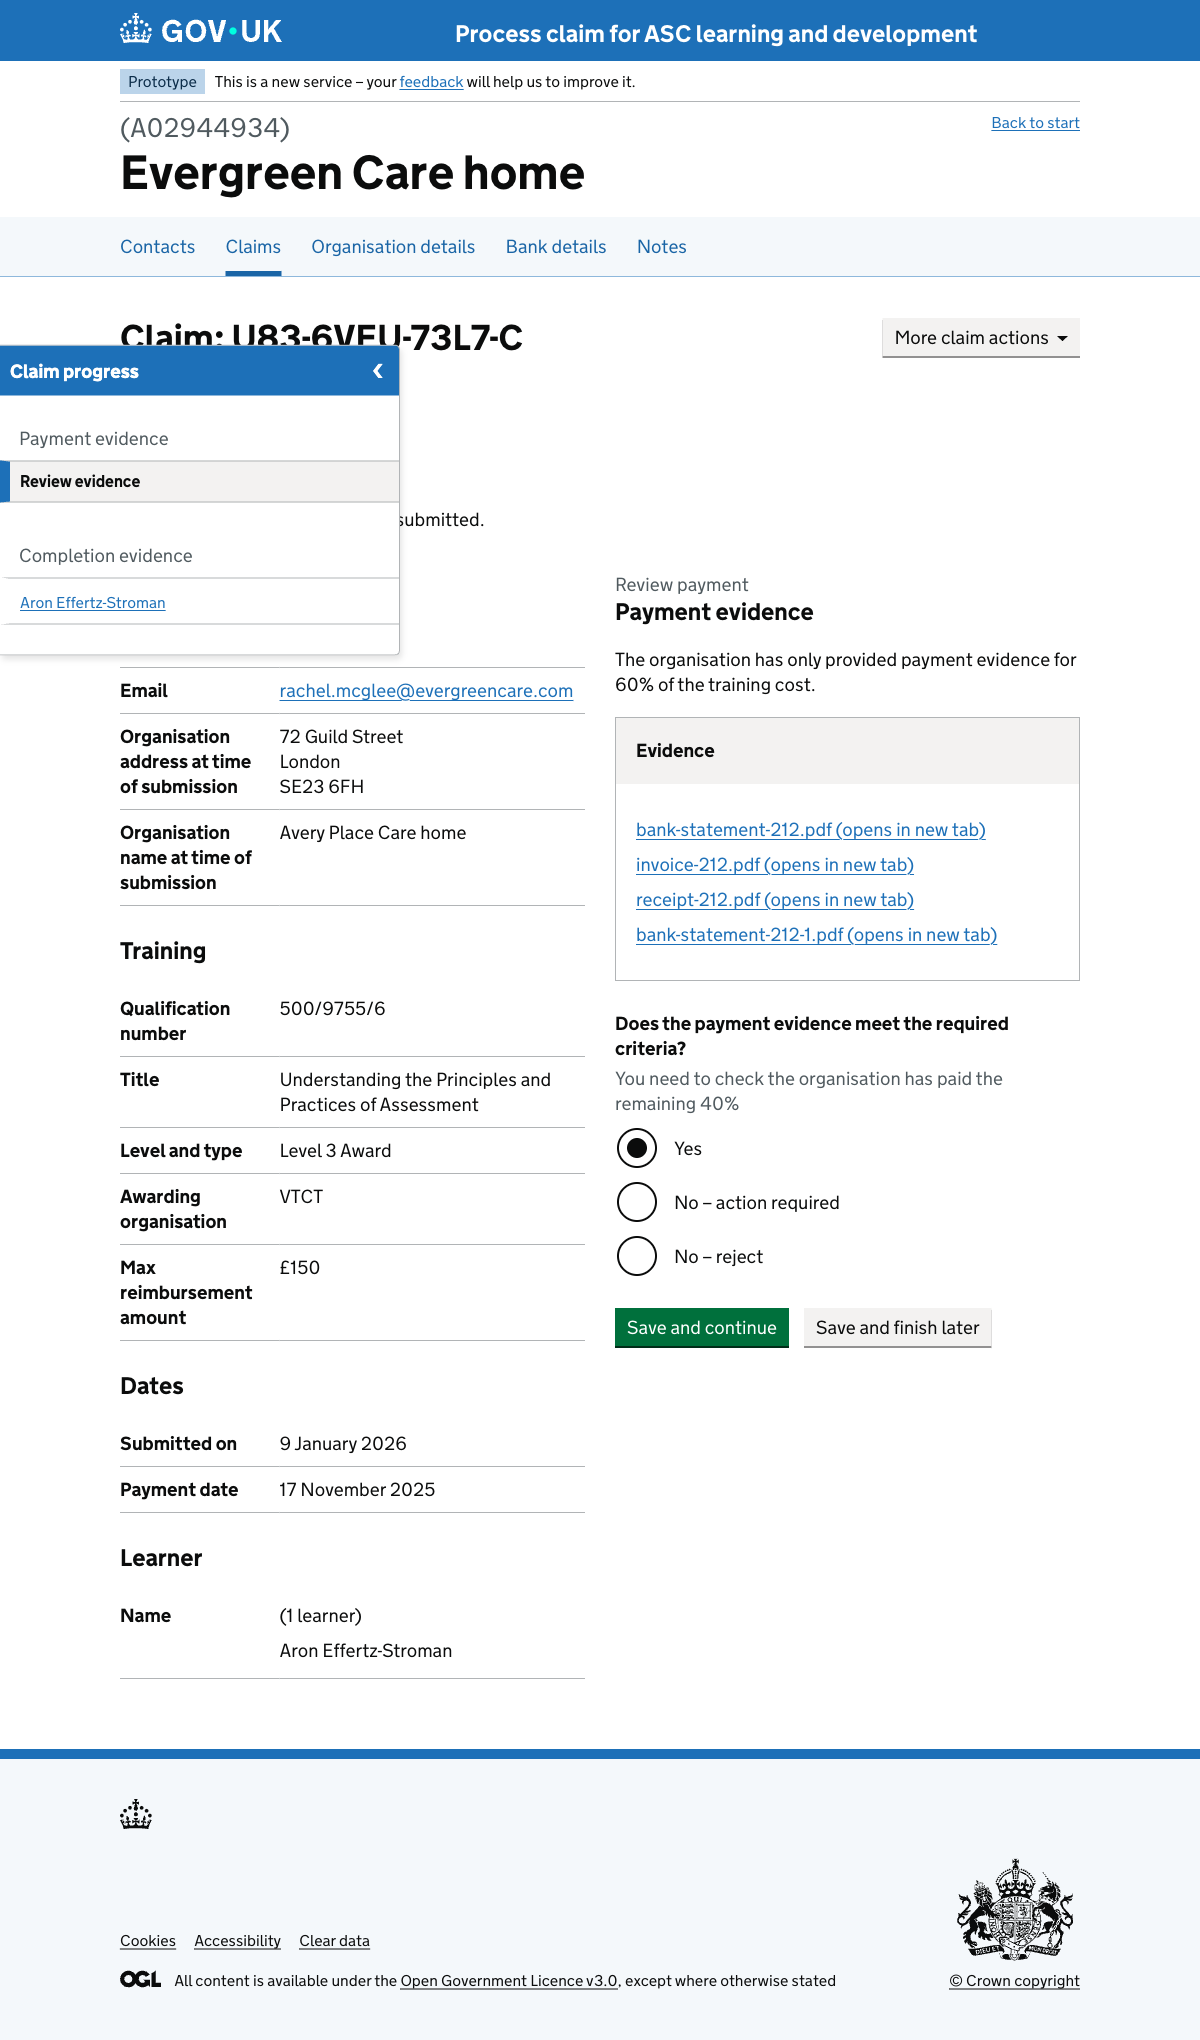 GOV·UK
Process claim for ASC learning and development
Prototype
This is a new service – your feedback will help us to improve it.
(A02944934)
Back to start
Evergreen Care home
Contacts
Claims
Organisation details
Bank details
Notes
Claim: U83-6VEU-73L7-C
More claim actions
Claim progress
Payment evidence
Review evidence
submitted.
Completion evidence
Aron Effertz-Stroman
Email
rachel.mcglee@evergreencare.com
Organisation
address at time
of submission
72 Guild Street
London
SE23 6FH
Organisation
name at time of
submission
Avery Place Care home
Training
Qualification
number
500/9755/6
Title
Understanding the Principles and
Practices of Assessment
Level and type
Level 3 Award
Awarding
organisation
VTCT
Max
reimbursement
amount
£150
Dates
Submitted on
9 January 2026
Payment date
17 November 2025
Learner
Name
(1 learner)
Aron Effertz-Stroman
Review payment
Payment evidence
The organisation has only provided payment evidence for
60% of the training cost.
Evidence
bank-statement-212.pdf (opens in new tab)
invoice-212.pdf (opens in new tab)
receipt-212.pdf (opens in new tab)
bank-statement-212-1.pdf (opens in new tab)
Does the payment evidence meet the required
criteria?
You need to check the organisation has paid the
remaining 40%
Yes
No – action required
No – reject
Save and continue
Save and finish later
Cookies
Accessibility
Clear data
OGL
All content is available under the Open Government Licence v3.0, except where otherwise stated
© Crown copyright